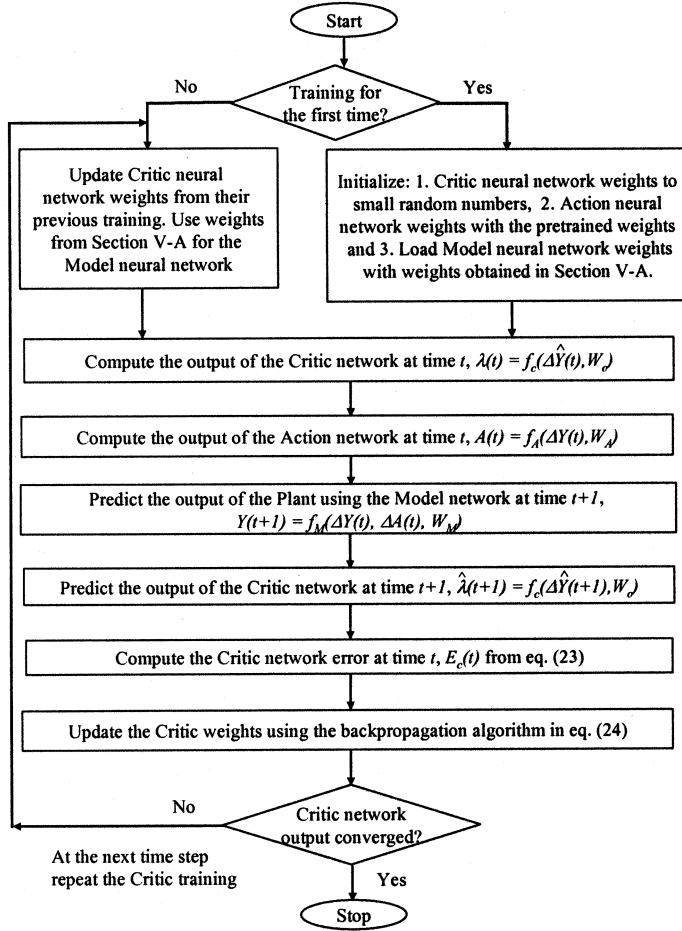 Start
Training for
the first time?
No
Yes
Update Critic neural
network weights from their
previous training. Use weights
from Section V-A for the
Model neural network
Initialize: 1. Critic neural network weights to
small random numbers, 2. Action neural
network weights with the pretrained weights
and 3. Load Model neural network weights
with weights obtained in Section V-A.
Compute the output of the Critic network at time t, λ(t) = f_c(ΔŶ(t),W_c)
Compute the output of the Action network at time t, A(t) = f_A(ΔY(t),W_A)
Predict the output of the Plant using the Model network at time t+1,
Y(t+1) = f_M(ΔY(t), ΔA(t), W_M)
Predict the output of the Critic network at time t+1, λ̂(t+1) = f_c(ΔŶ(t+1),W_c)
Compute the Critic network error at time t, E_c(t) from eq. (23)
Update the Critic weights using the backpropagation algorithm in eq. (24)
Critic network
output converged?
No
At the next time step
repeat the Critic training
Yes
Stop